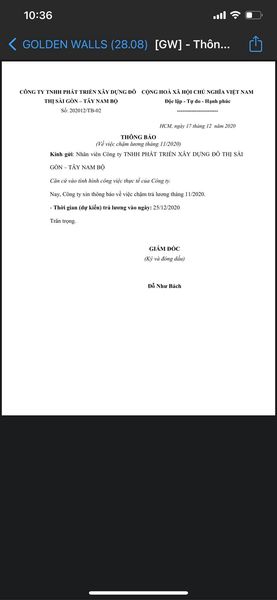 10:36
GOLDEN WALLS (28.08) [GW] - Thôn...
CÔNG TY TNHH PHÁT TRIỂN XÂY DỰNG ĐÔ
THỊ SÀI GÒN – TÂY NAM BỘ
Số: 202012/TB-02
CỘNG HOÀ XÃ HỘI CHỦ NGHĨA VIỆT NAM
Độc lập - Tự do - Hạnh phúc
----------------------
HCM, ngày 17 tháng 12 năm 2020
THÔNG BÁO
(Về việc chậm lương tháng 11/2020)
Kính gửi: Nhân viên Công ty TNHH PHÁT TRIỂN XÂY DỰNG ĐÔ THỊ SÀI
GÒN – TÂY NAM BỘ
Căn cứ vào tình hình công việc thực tế của Công ty.
Nay, Công ty xin thông báo về việc chậm trả lương tháng 11/2020.
- Thời gian (dự kiến) trả lương vào ngày: 25/12/2020
Trân trọng.
GIÁM ĐỐC
(Ký và đóng dấu)
Đỗ Như Bách